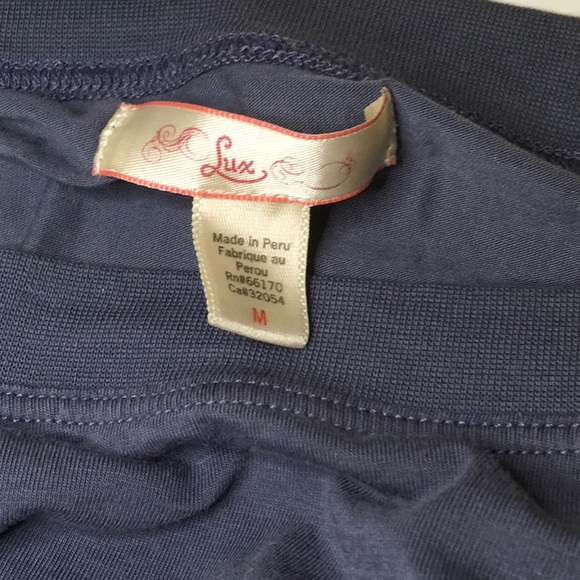 Lux
Made in Peru
Fabrique au
Perou
Rn#66170
Ca#32054
M